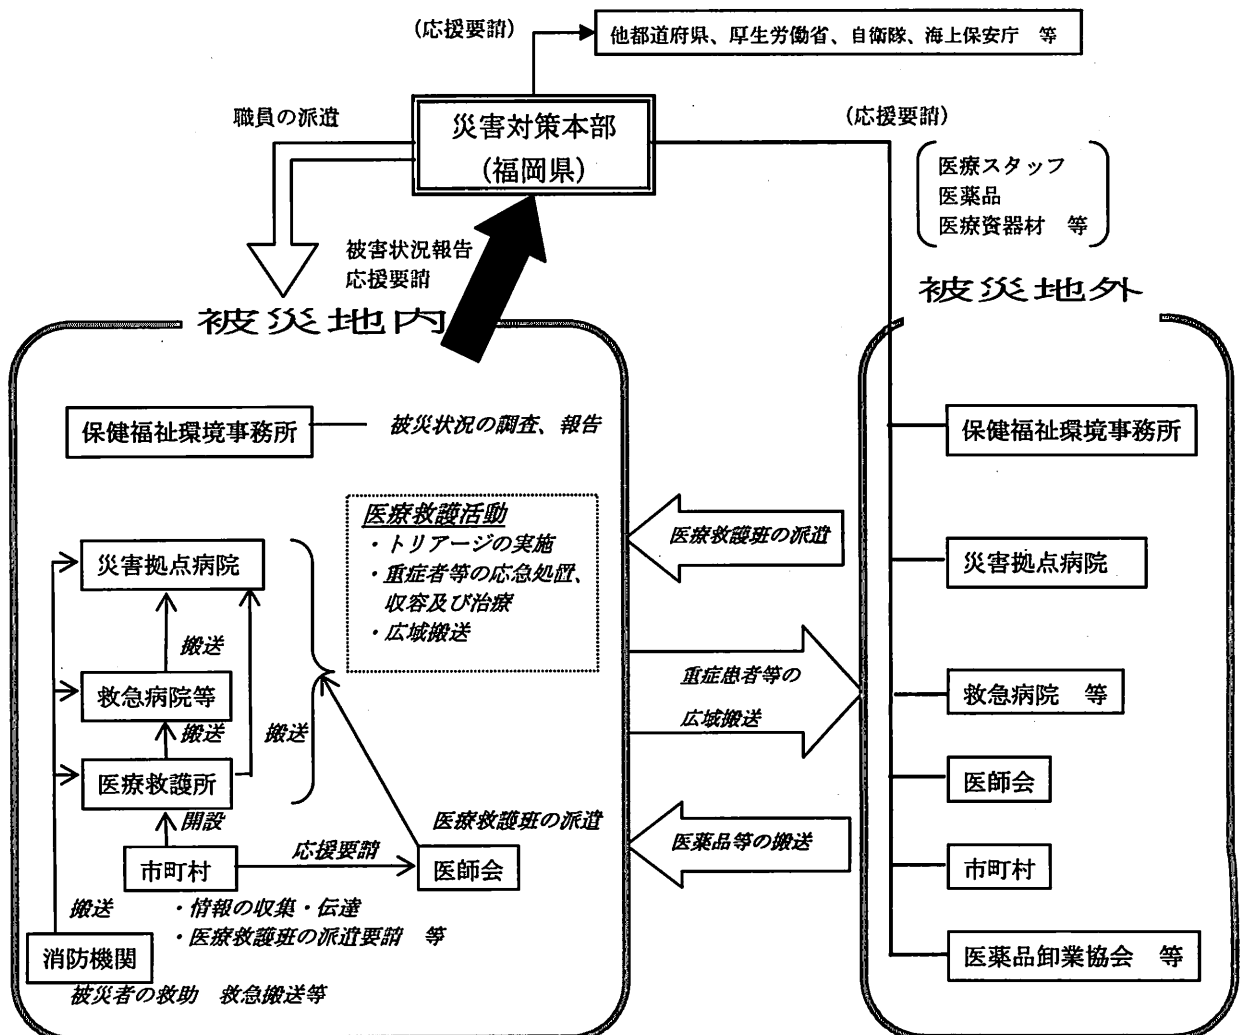 (応援要請)
他都道府県、厚生労働省、自衛隊、海上保安庁 等
職員の派遣
災害対策本部
(福岡県)
(応援要請)
医療スタッフ
医薬品
医療資器材 等
被害状況報告
応援要請
被災地内
被災地外
保健福祉環境事務所
被災状況の調査、報告
保健福祉環境事務所
医療救護活動
・トリアージの実施
・重症者等の応急処置、
収容及び治療
・広域搬送
医療救護班の派遣
災害拠点病院
災害拠点病院
搬送
救急病院等
重症患者等の
広域搬送
救急病院 等
搬送
搬送
医療救護所
医師会
開設
医療救護班の派遣
医薬品等の搬送
応援要請
市町村
医師会
市町村
搬送
・情報の収集・伝達
・医療救護班の派遣要請 等
消防機関
医薬品卸業協会 等
被災者の救助 救急搬送等